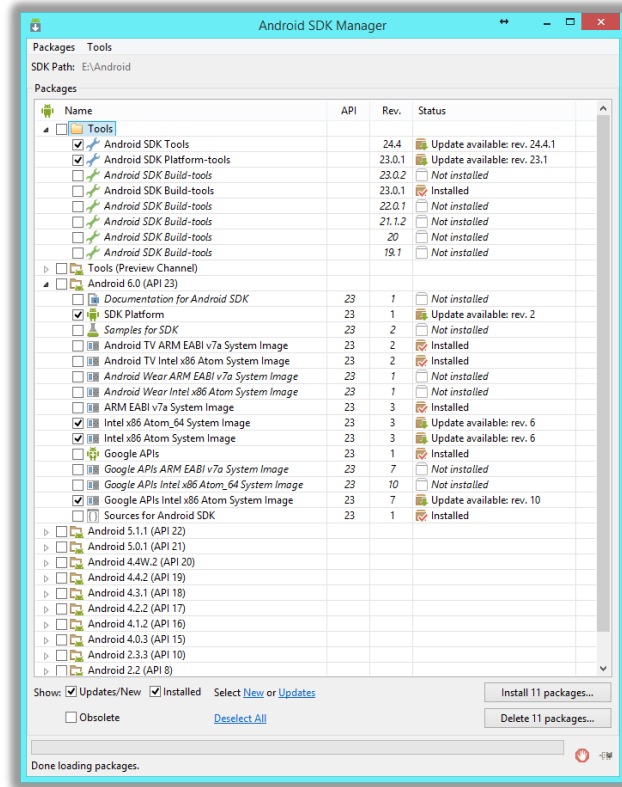 Android SDK Manager
Packages Tools
SDK Path: E:\Android
Packages
Name API Rev. Status
Tools
Android SDK Tools 24.4 Update available: rev. 24.4.1
Android SDK Platform-tools 23.0.1 Update available: rev. 23.1
Android SDK Build-tools 23.0.2 Not installed
Android SDK Build-tools 23.0.1 Installed
Android SDK Build-tools 22.0.1 Not installed
Android SDK Build-tools 21.1.2 Not installed
Android SDK Build-tools 20 Not installed
Android SDK Build-tools 19.1 Not installed
Tools (Preview Channel)
Android 6.0 (API 23)
Documentation for Android SDK 23 1 Not installed
SDK Platform 23 1 Update available: rev. 2
Samples for SDK 23 2 Not installed
Android TV ARM EABI v7a System Image 23 2 Installed
Android TV Intel x86 Atom System Image 23 2 Installed
Android Wear ARM EABI v7a System Image 23 1 Not installed
Android Wear Intel x86 Atom System Image 23 1 Not installed
ARM EABI v7a System Image 23 3 Installed
Intel x86 Atom_64 System Image 23 3 Update available: rev. 6
Intel x86 Atom System Image 23 3 Update available: rev. 6
Google APIs 23 1 Installed
Google APIs ARM EABI v7a System Image 23 7 Not installed
Google APIs Intel x86 Atom_64 System Image 23 10 Not installed
Google APIs Intel x86 Atom System Image 23 7 Update available: rev. 10
Sources for Android SDK 23 1 Installed
Android 5.1.1 (API 22)
Android 5.0.1 (API 21)
Android 4.4W.2 (API 20)
Android 4.4.2 (API 19)
Android 4.3.1 (API 18)
Android 4.2.2 (API 17)
Android 4.1.2 (API 16)
Android 4.0.3 (API 15)
Android 2.3.3 (API 10)
Android 2.2 (API 8)
Show: Updates/New Installed Select New or Updates Install 11 packages...
Obsolete Deselect All Delete 11 packages...
Done loading packages.